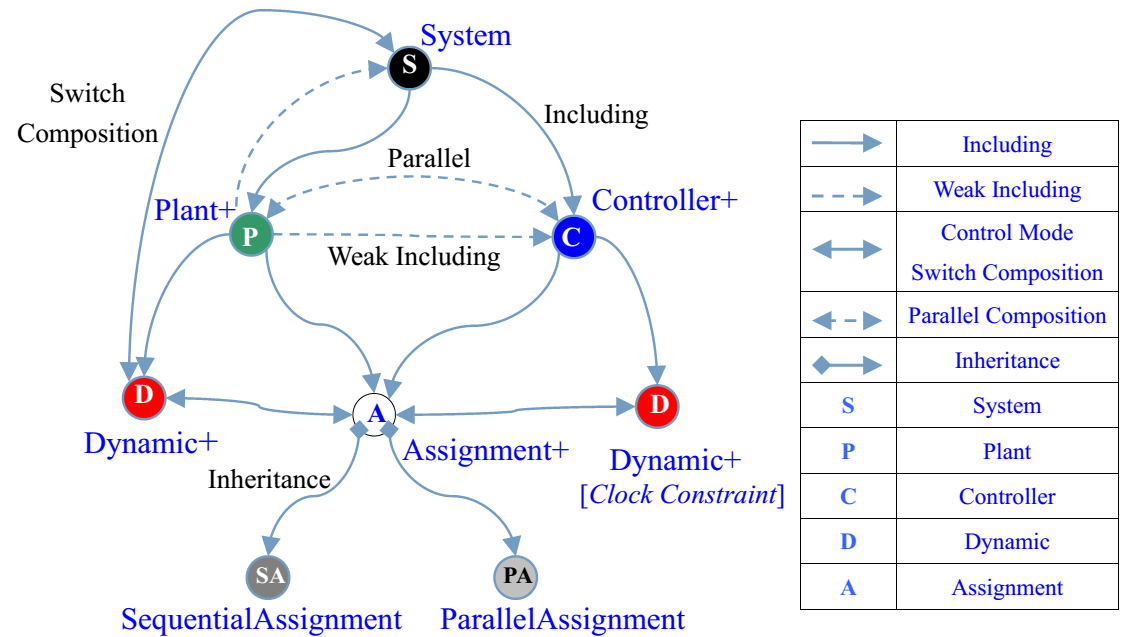 System
S
Switch
Composition
Including
Parallel
Plant+
Controller+
P
C
Weak Including
D
Dynamic+
A
Assignment+
D
Dynamic+
[Clock Constraint]
Inheritance
SA
PA
SequentialAssignment
ParallelAssignment
Including
Weak Including
Control Mode
Switch Composition
Parallel Composition
Inheritance
S System
P Plant
C Controller
D Dynamic
A Assignment